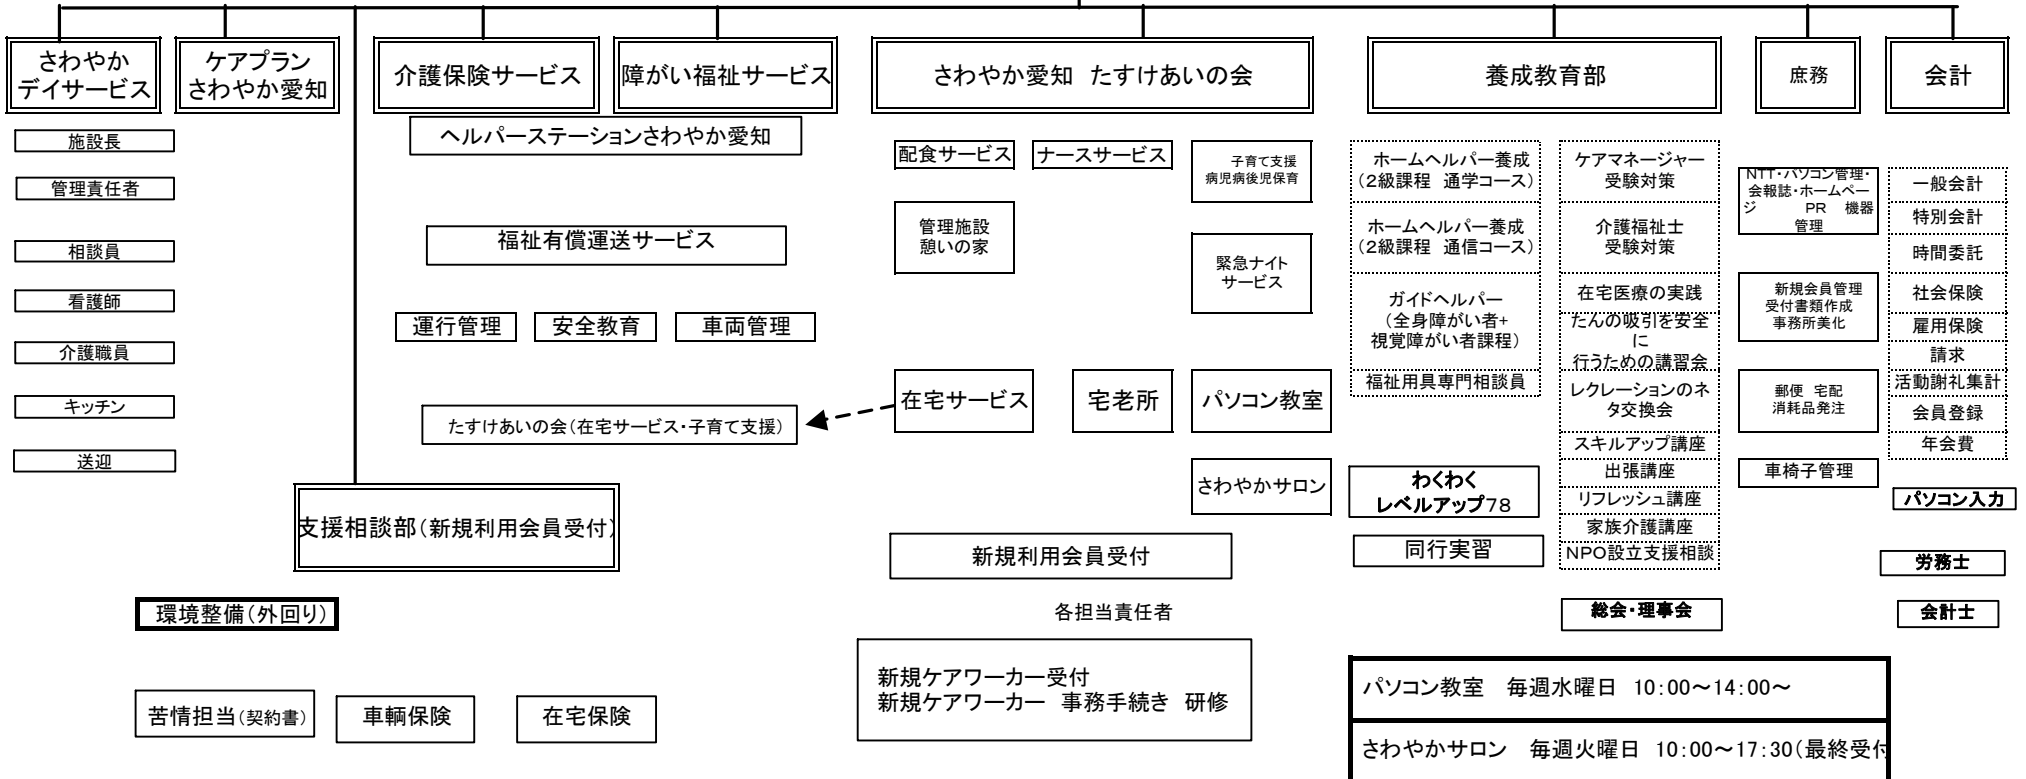 さわやか
デイサービス
ケアプラン
さわやか愛知
介護保険サービス
障がい福祉サービス
さわやか愛知 たすけあいの会
養成教育部
庶務
会計
施設長
管理責任者
相談員
看護師
介護職員
キッチン
送迎
ヘルパーステーションさわやか愛知
福祉有償運送サービス
運行管理
安全教育
車両管理
たすけあいの会(在宅サービス・子育て支援)
支援相談部(新規利用会員受付)
環境整備(外回り)
苦情担当(契約書)
車輌保険
在宅保険
配食サービス
ナースサービス
子育て支援
病児病後児保育
管理施設
憩いの家
緊急ナイト
サービス
在宅サービス
宅老所
パソコン教室
さわやかサロン
新規利用会員受付
各担当責任者
新規ケアワーカー受付
新規ケアワーカー 事務手続き 研修
ホームヘルパー養成
(2級課程 通学コース)
ホームヘルパー養成
(2級課程 通信コース)
ガイドヘルパー
(全身障がい者+
視覚障がい者課程)
福祉用具専門相談員
わくわく
レベルアップ78
同行実習
ケアマネージャー
受験対策
介護福祉士
受験対策
在宅医療の実践
たんの吸引を安全
に
行うための講習会
レクレーションのネ
タ交換会
スキルアップ講座
出張講座
リフレッシュ講座
家族介護講座
NPO設立支援相談
総会・理事会
NTT・パソコン管理・
会報誌・ホームペー
ジ PR 機器
管理
新規会員管理
受付書類作成
事務所美化
郵便 宅配
消耗品発注
車椅子管理
一般会計
特別会計
時間委託
社会保険
雇用保険
請求
活動謝礼集計
会員登録
年会費
パソコン入力
労務士
会計士
パソコン教室 毎週水曜日 10:00～14:00～
さわやかサロン 毎週火曜日 10:00～17:30(最終受付